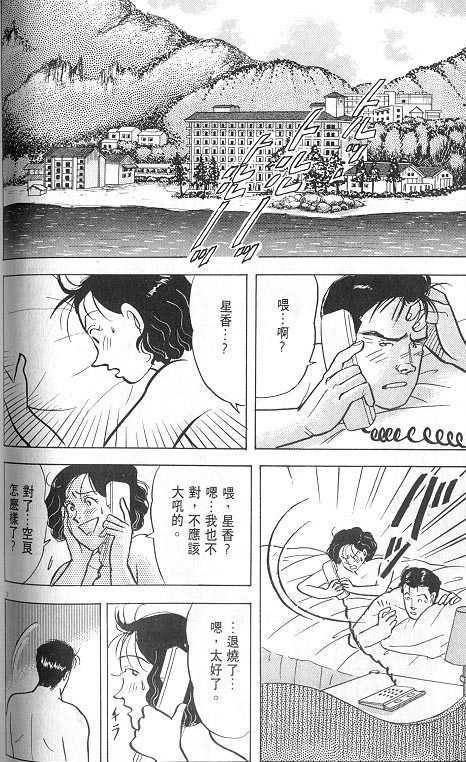 喂…啊？
星香…？
喂，星香？
嗯…我也不
對，不應該
大吼的。
對了…空良
怎麼樣了？
…退燒了…
嗯，太好了。